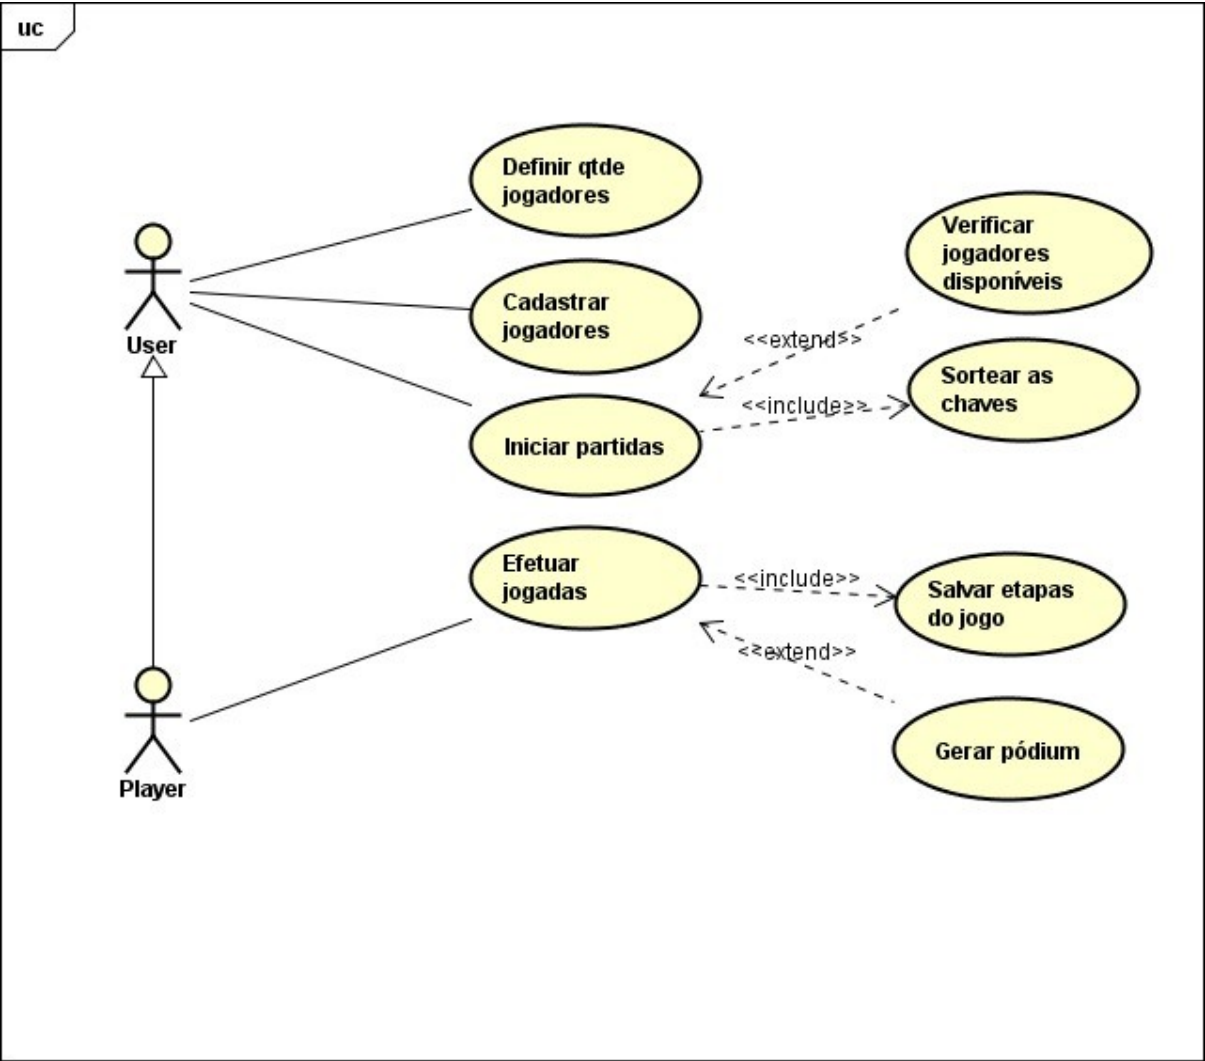 uc
Definir qtde
jogadores
Verificar
jogadores
disponíveis
User
Cadastrar
jogadores
<<extend>>
Sortear as
chaves
<<include>>
Iniciar partidas
Efetuar
jogadas
<<include>>
Salvar etapas
do jogo
<<extend>>
Gerar pódium
Player